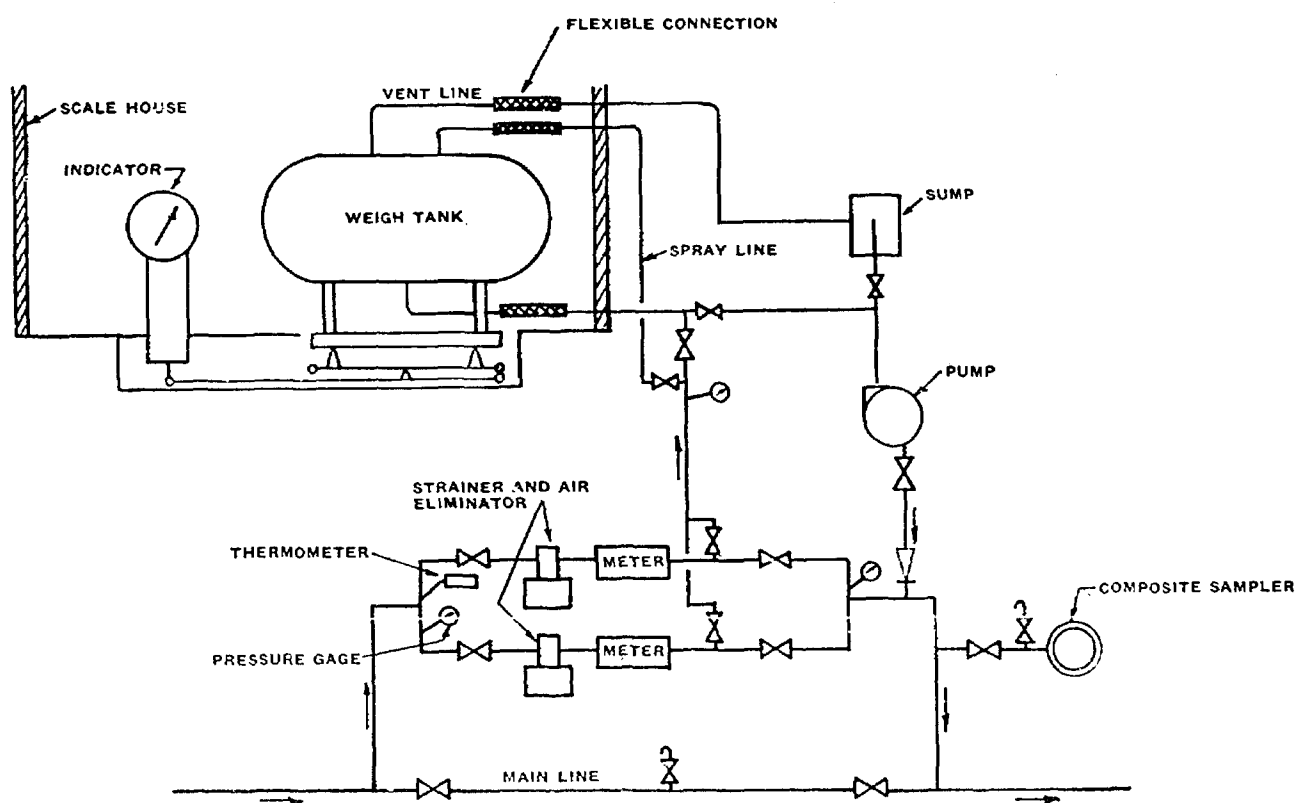 FLEXIBLE CONNECTION
VENT LINE
SCALE HOUSE
INDICATOR
WEIGH TANK
SUMP
SPRAY LINE
PUMP
STRAINER AND AIR
ELIMINATOR
THERMOMETER
METER
COMPOSITE SAMPLER
PRESSURE GAGE
METER
MAIN LINE